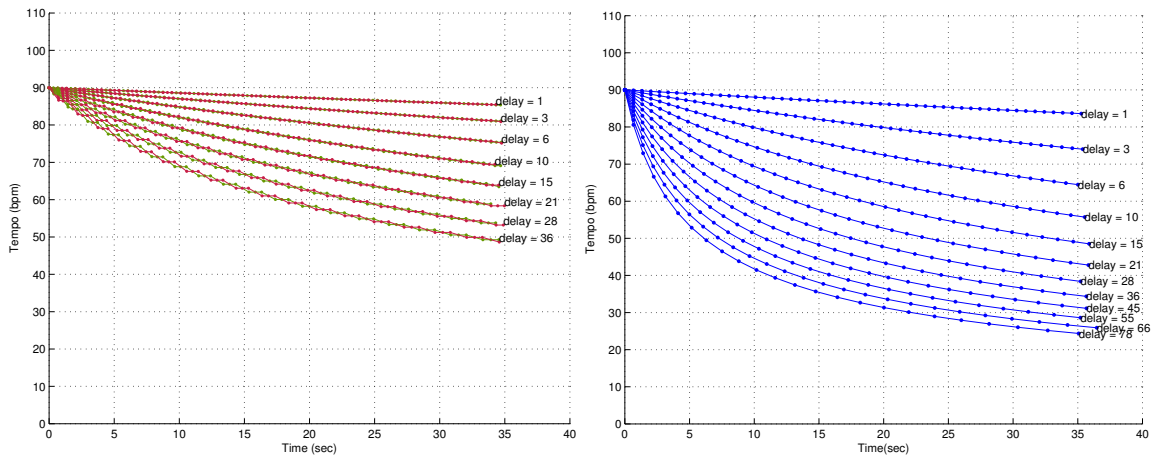 110
100
90
80
70
60
50
40
30
20
10
0
Tempo (bpm)
delay = 1
delay = 3
delay = 6
delay = 10
delay = 15
delay = 21
delay = 28
delay = 36
0 5 10 15 20 25 30 35 40
Time (sec)
110
100
90
80
70
60
50
40
30
20
10
0
Tempo (bpm)
delay = 1
delay = 3
delay = 6
delay = 10
delay = 15
delay = 21
delay = 28
delay = 36
delay = 45
delay = 55
delay = 66
delay = 78
0 5 10 15 20 25 30 35 40
Time(sec)